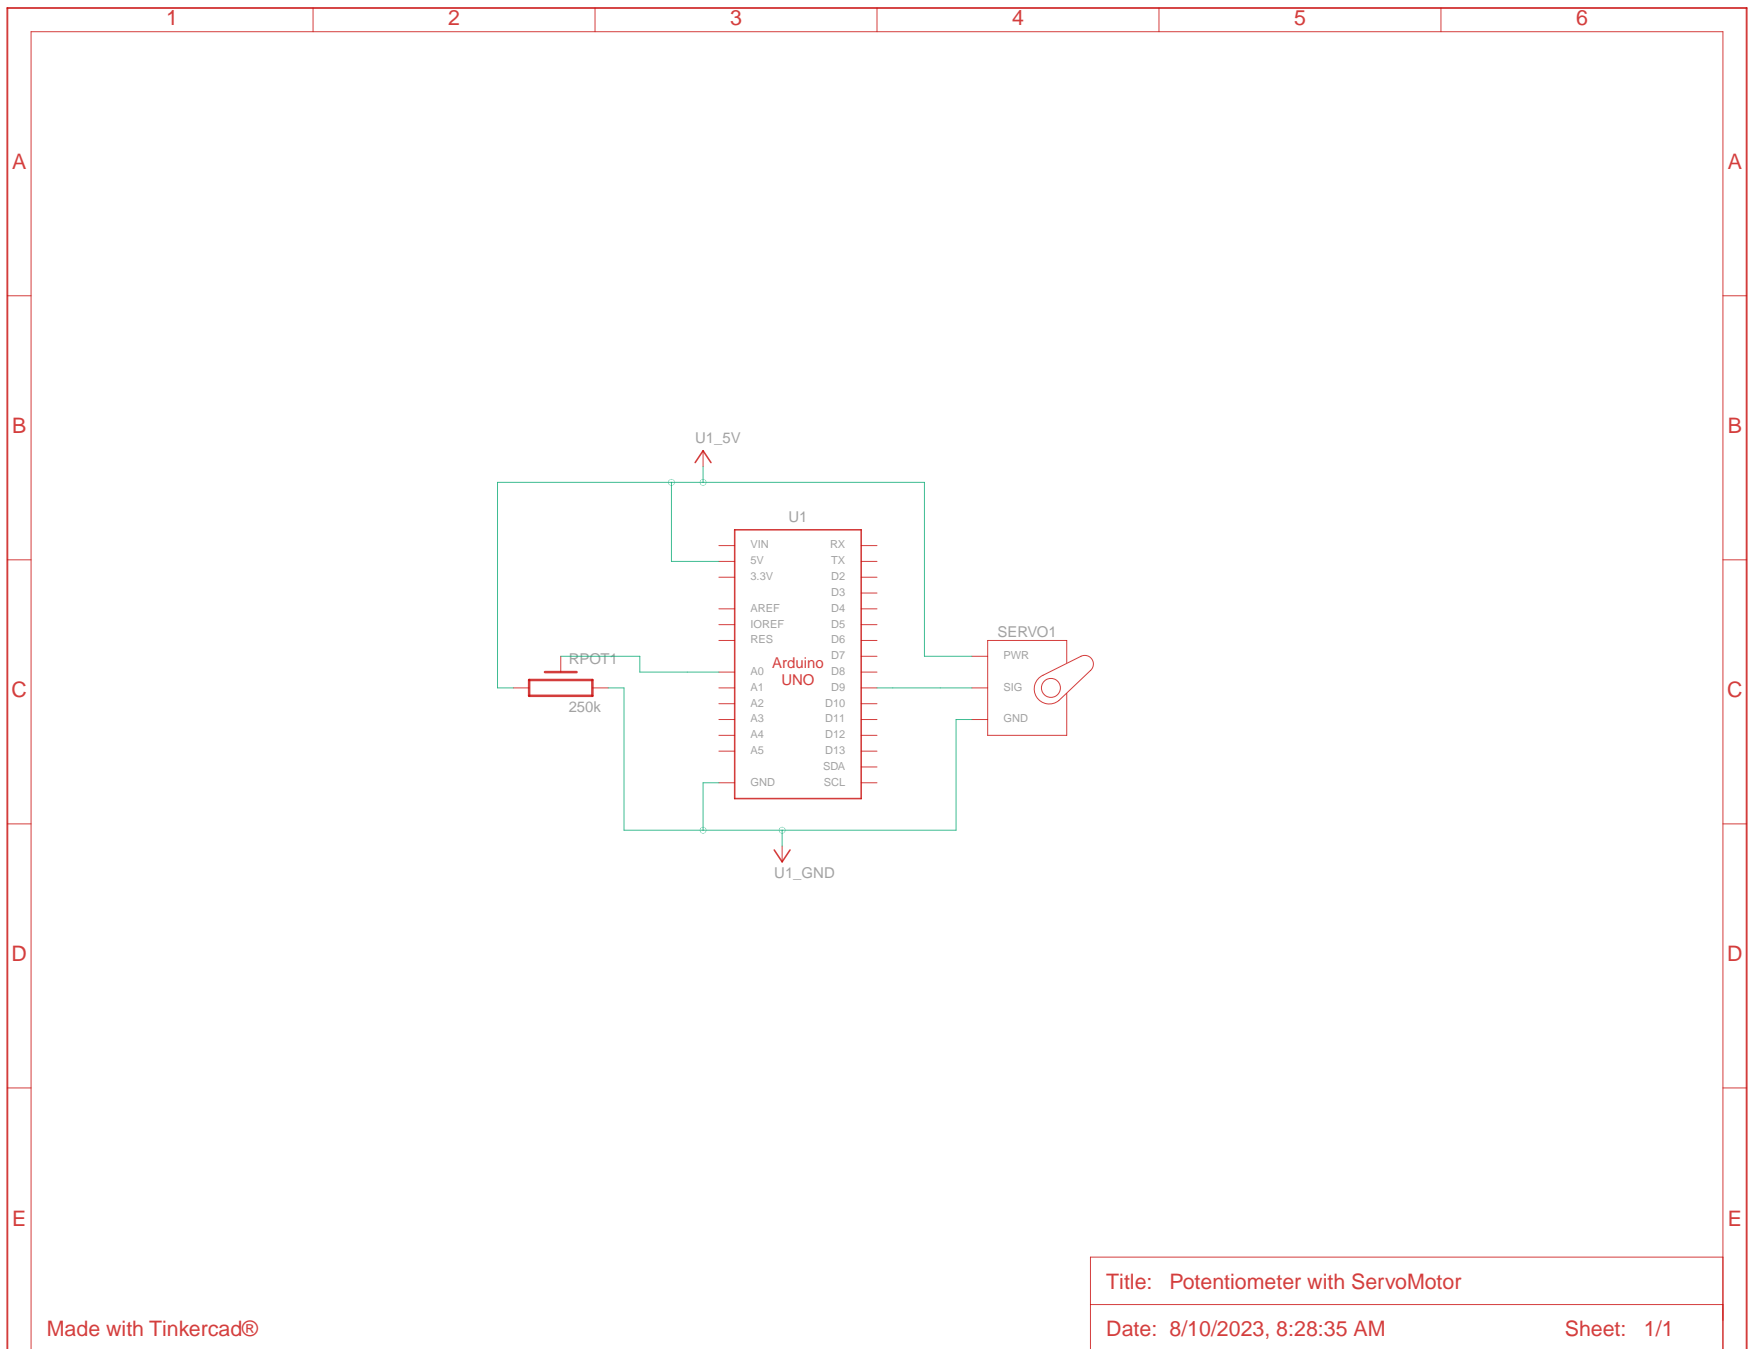 1 2 3 4 5 6
A A
B B
U1_5V
U1
VIN RX
5V TX
3.3V D2
D3
AREF D4
IOREF D5
RES D6
SERVO1
D7 PWR
RPOT1
Arduino
A0 D8
UNO
A1 D9 SIG
C C
250k
A2 D10
A3 D11 GND
A4 D12
A5 D13
SDA
GND SCL
U1_GND
D D
E E
Title: Potentiometer with ServoMotor
Made with Tinkercad®
Date: 8/10/2023, 8:28:35 AM Sheet: 1/1